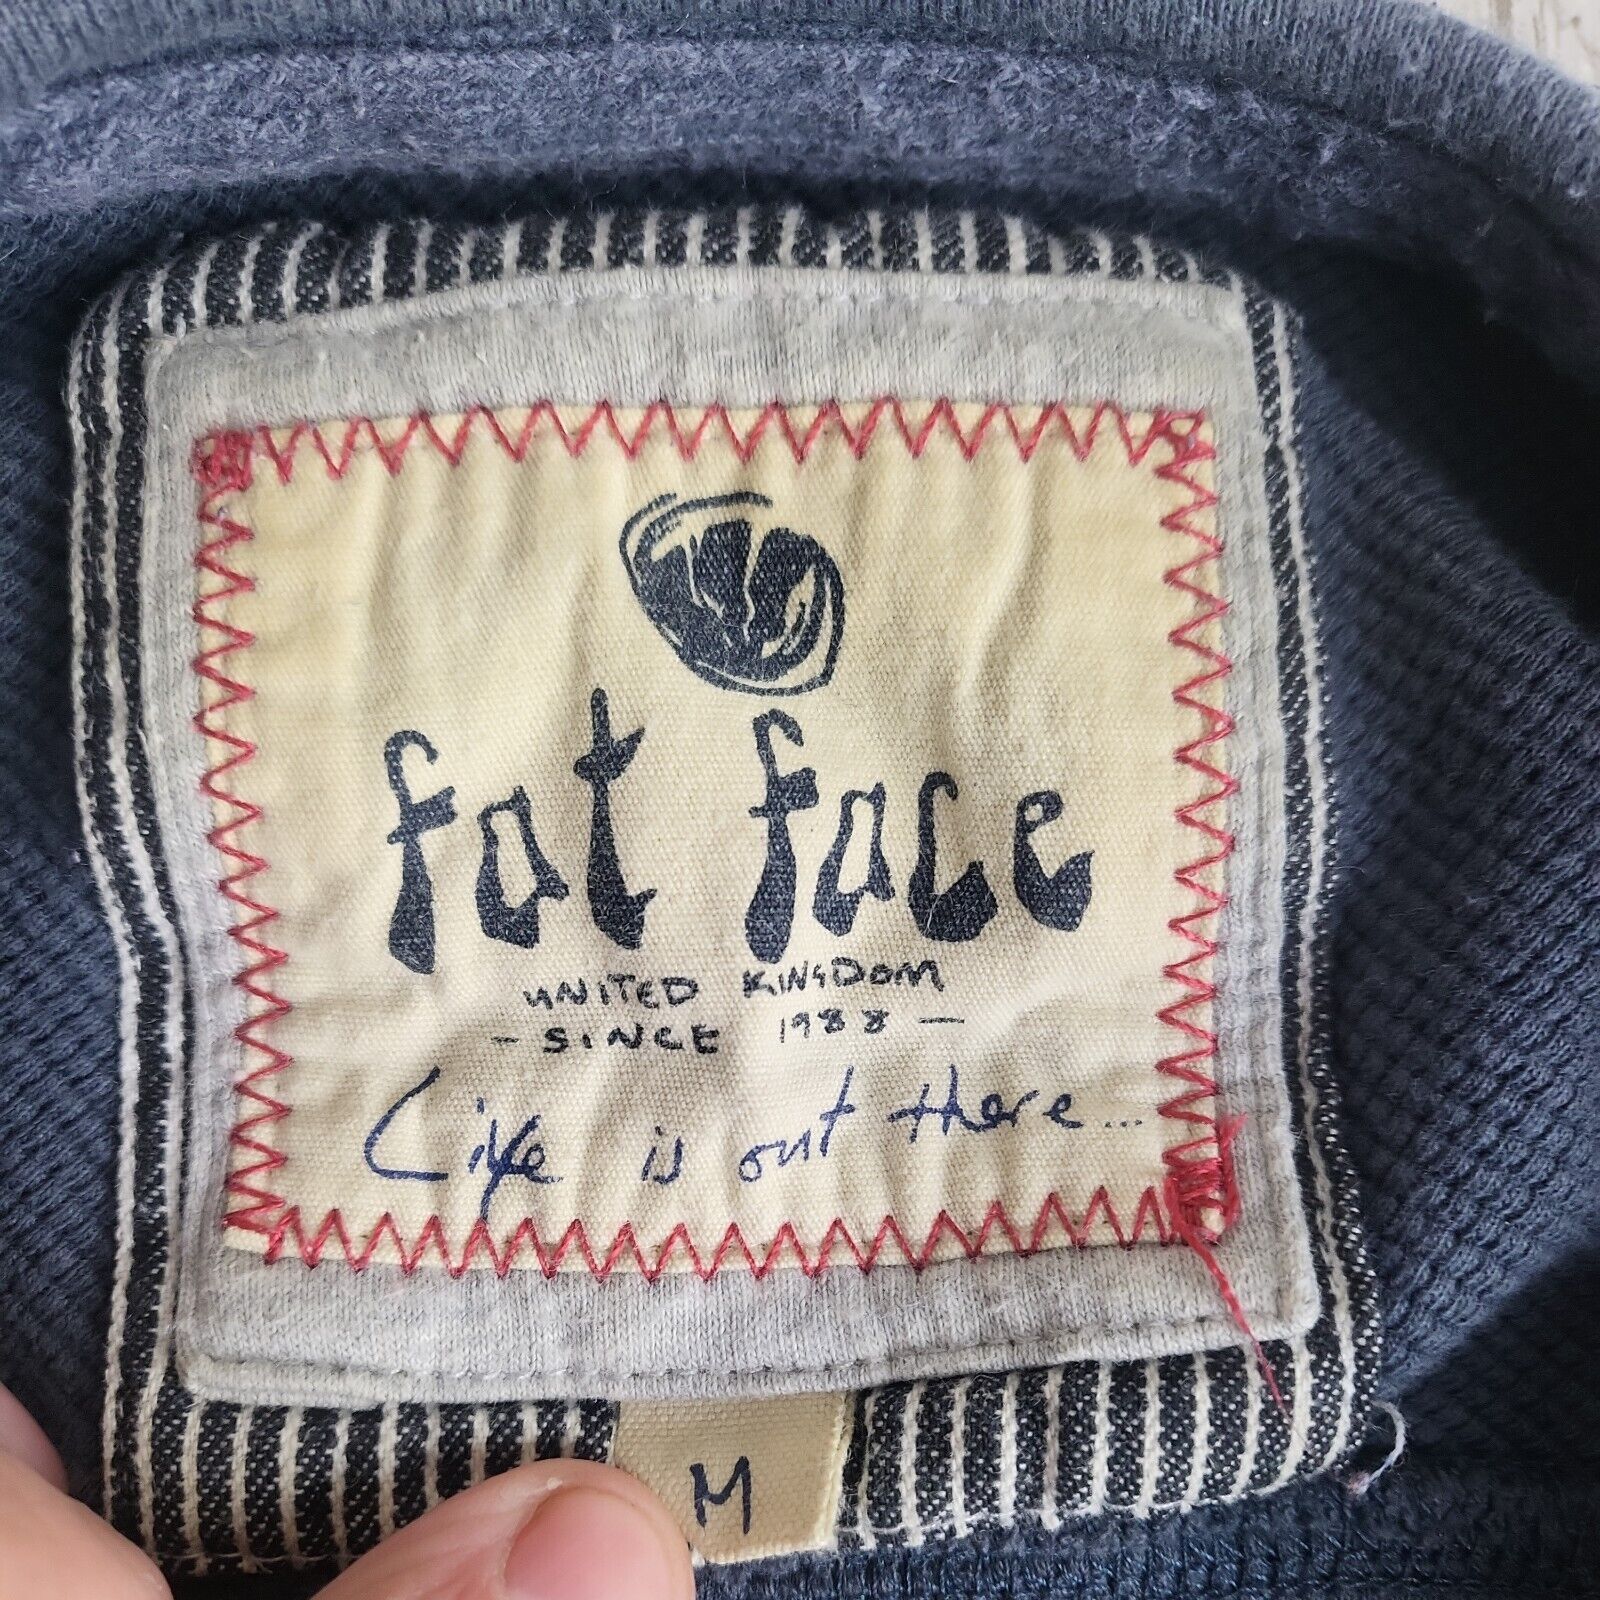 fat face
UNITED KINGDOM
- SINCE 1988 -
Life is out there...
M